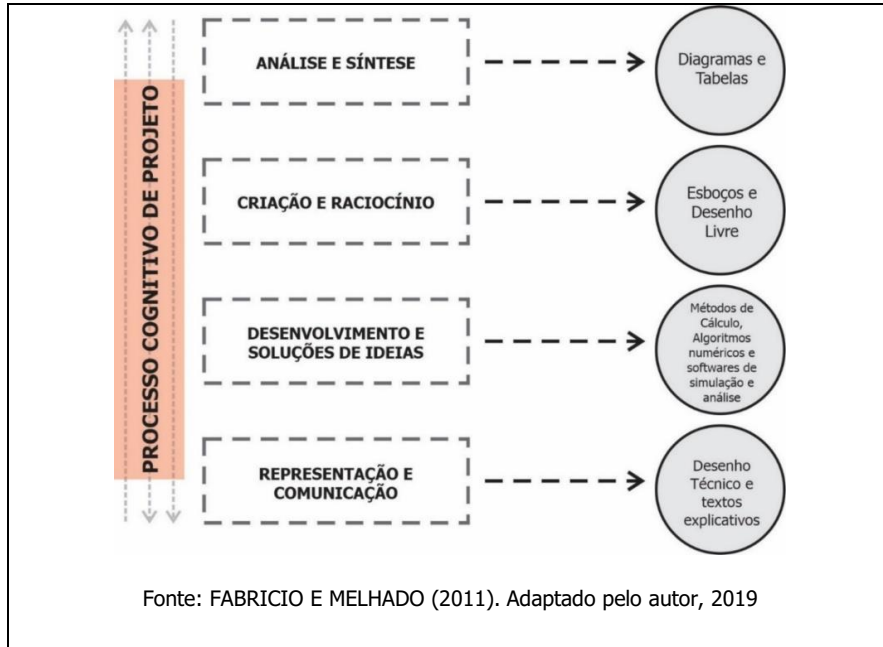 PROCESSO COGNITIVO DE PROJETO
ANÁLISE E SÍNTESE
Diagramas e
Tabelas
CRIAÇÃO E RACIOCÍNIO
Esboços e
Desenho
Livre
DESENVOLVIMENTO E
SOLUÇÕES DE IDEIAS
Métodos de
Cálculo,
Algoritmos
numéricos e
softwares de
simulação e
análise
REPRESENTAÇÃO E
COMUNICAÇÃO
Desenho
Técnico e
textos
explicativos
Fonte: FABRICIO E MELHADO (2011). Adaptado pelo autor, 2019